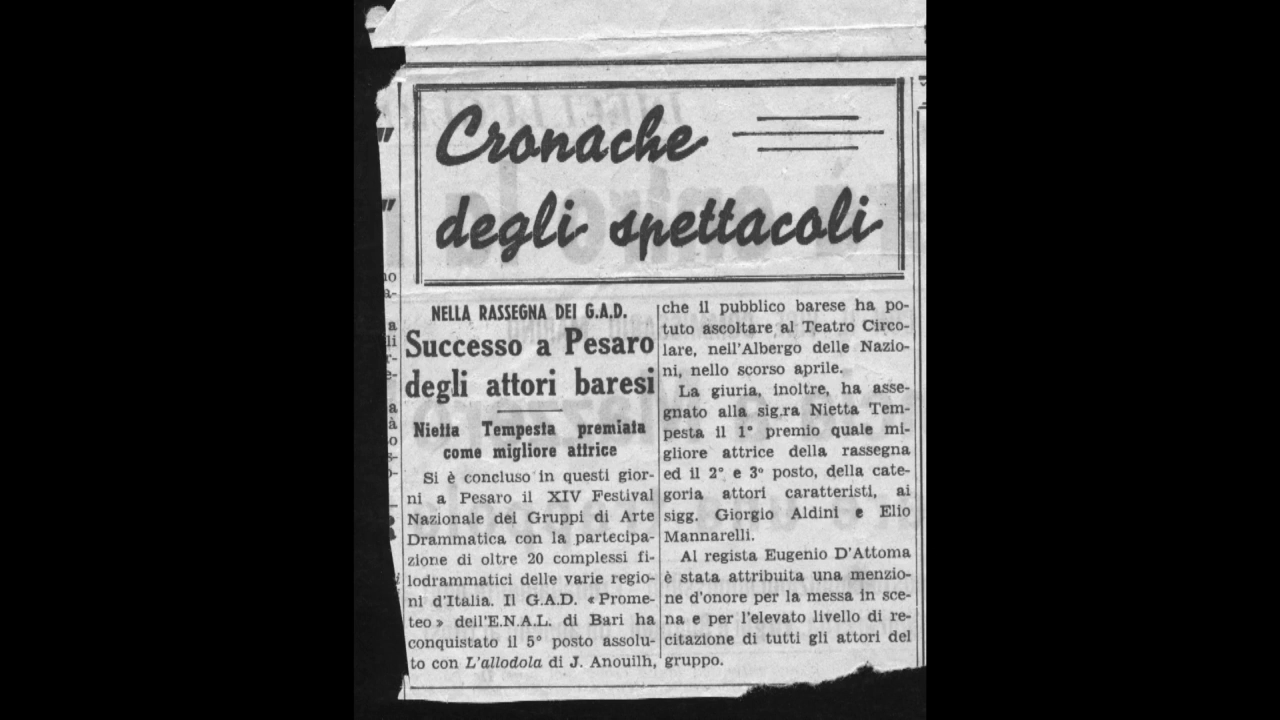 Cronache
degli spettacoli
NELLA RASSEGNA DEI G.A.D.
Successo a Pesaro
degli attori baresi
Nietta Tempesta premiata
come migliore attrice
Si è concluso in questi gior-
ni a Pesaro il XIV Festival
Nazionale dei Gruppi di Arte
Drammatica con la partecipa-
zione di oltre 20 complessi fi-
lodrammatici delle varie regio-
ni d'Italia. Il G.A.D. «Prome-
teo» dell'E.N.A.L. di Bari ha
conquistato il 5° posto assolu-
to con L'allodola di J. Anouilh,
che il pubblico barese ha po-
tuto ascoltare al Teatro Circo-
lare, nell'Albergo delle Nazio-
ni, nello scorso aprile.
La giuria, inoltre, ha asse-
gnato alla sig.ra Nietta Tem-
pesta il 1° premio quale mi-
gliore attrice della rassegna
ed il 2° e 3° posto, della cate-
goria attori caratteristi, ai
sigg. Giorgio Aldini e Elio
Mannarelli.
Al regista Eugenio D'Attoma
è stata attribuita una menzio-
ne d'onore per la messa in sce-
na e per l'elevato livello di re-
citazione di tutti gli attori del
gruppo.